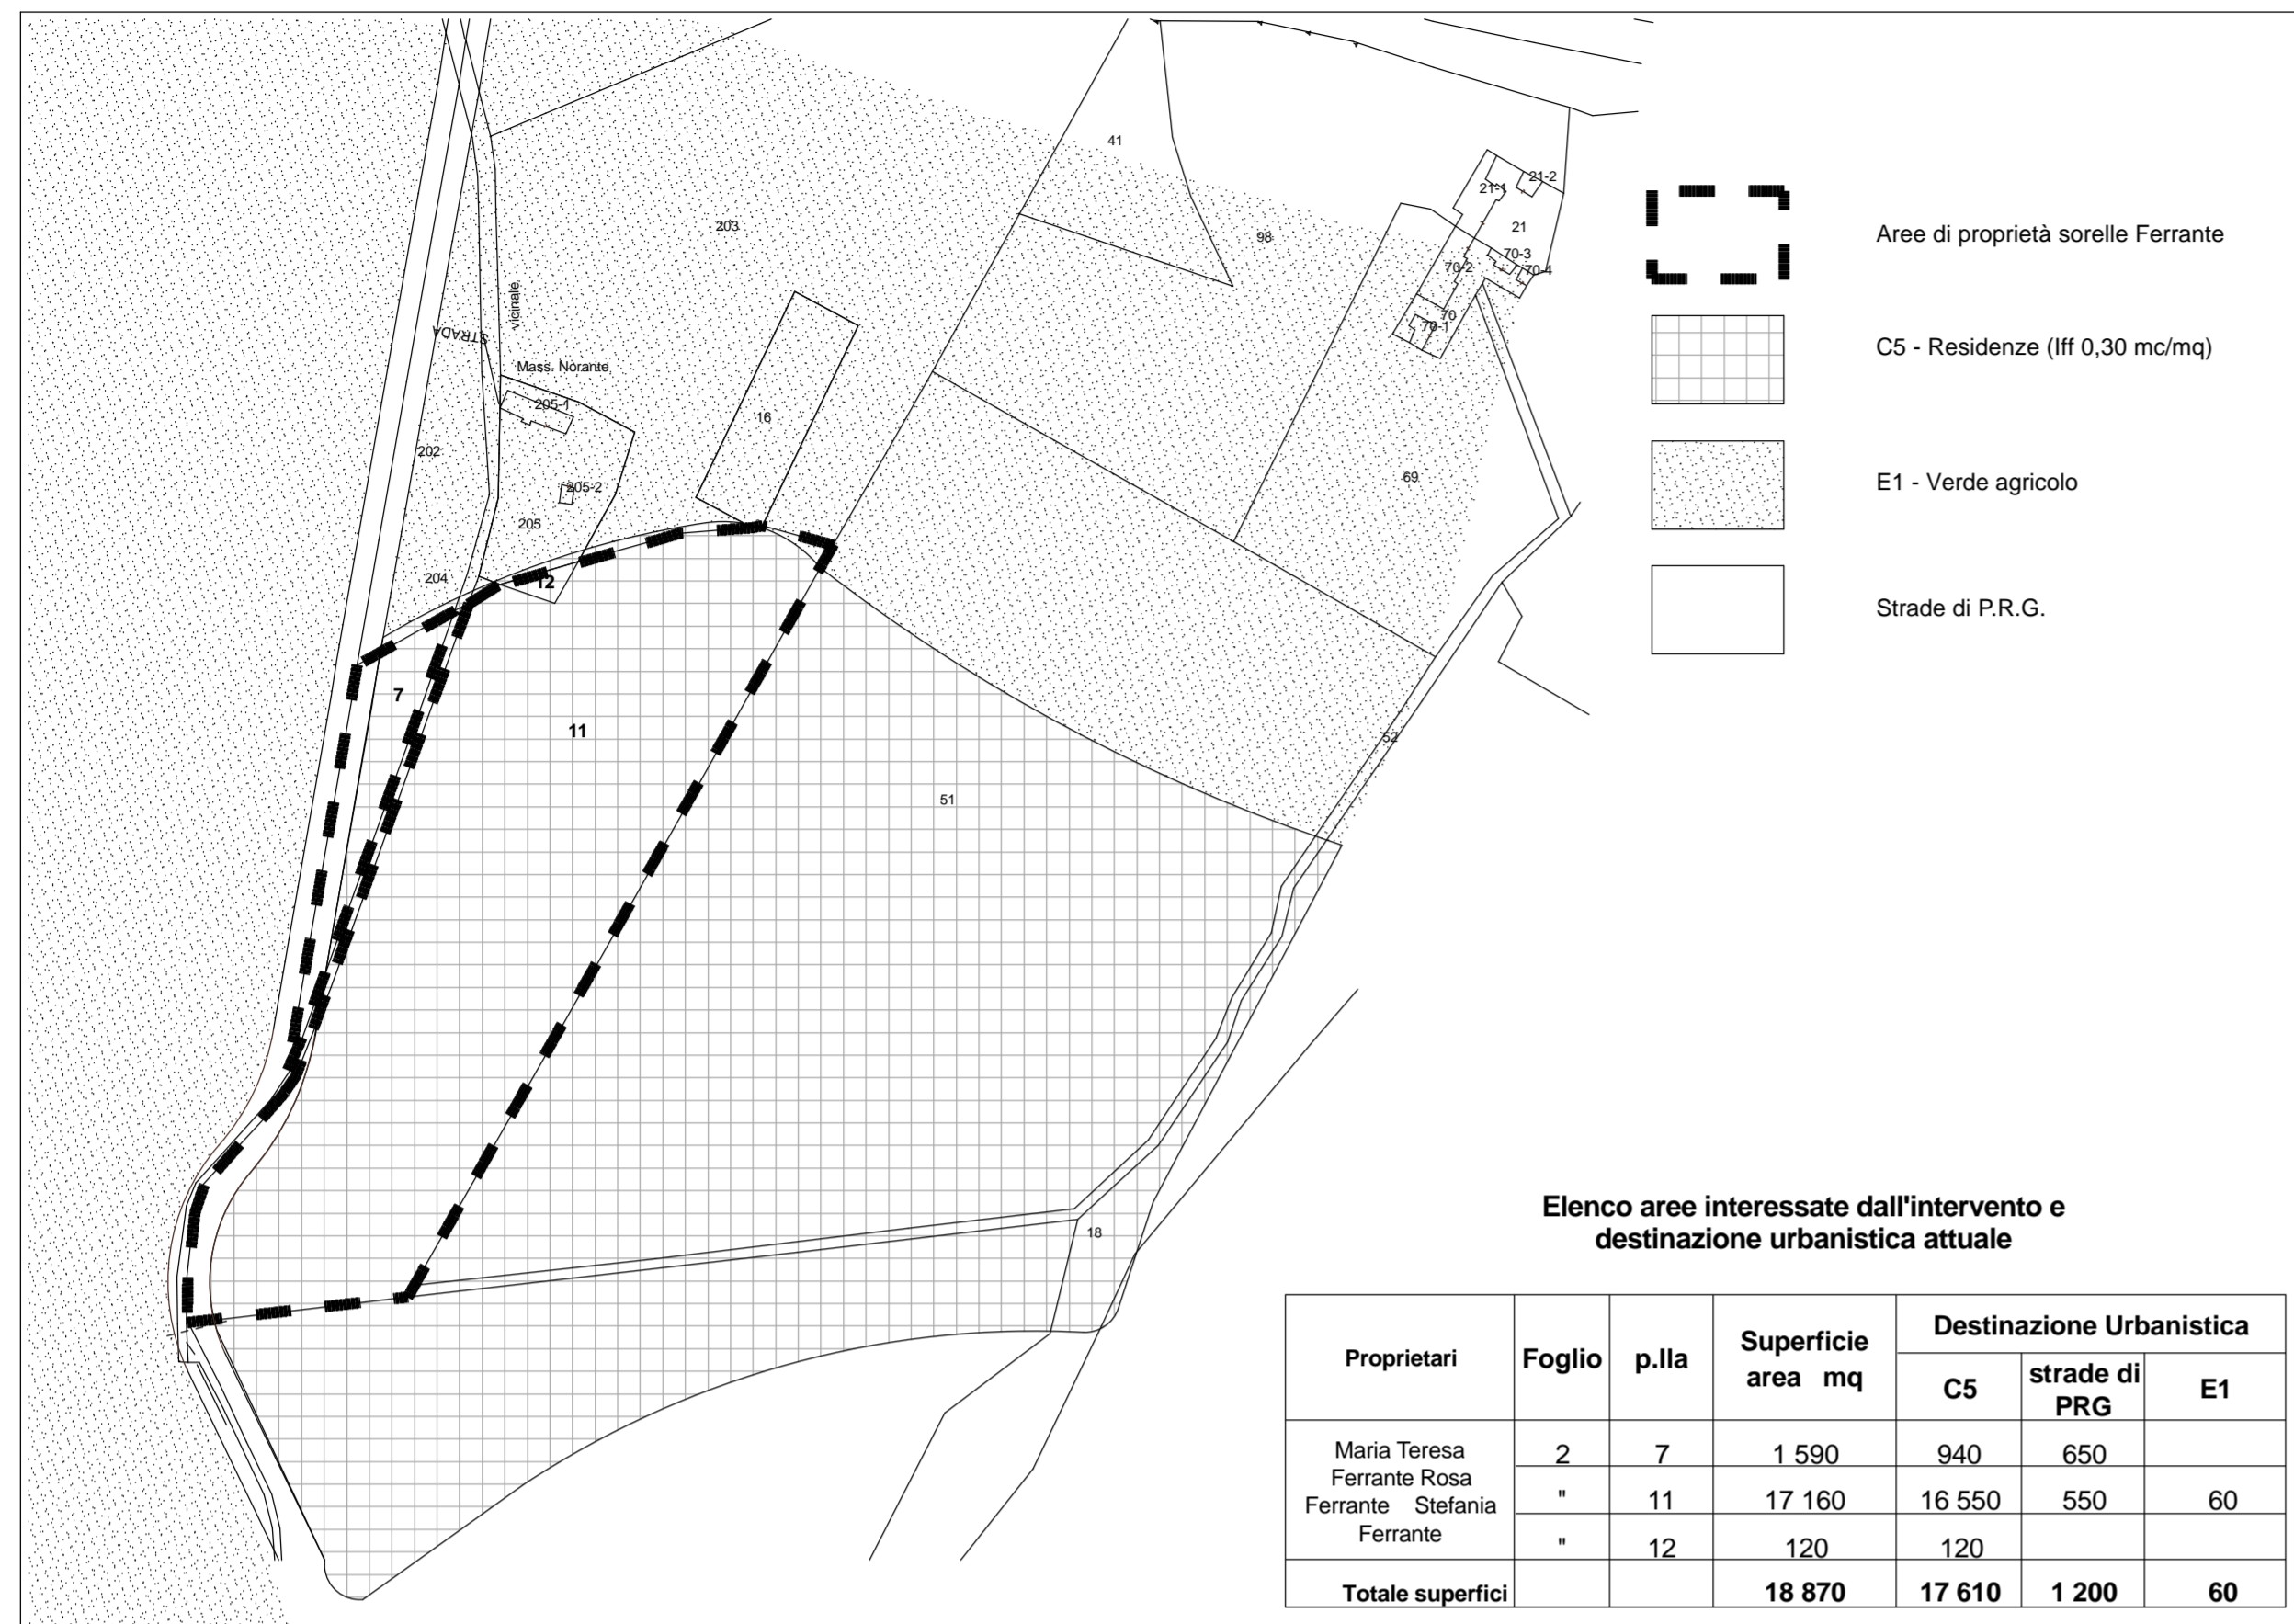 41
203
98
21-1
21-2
21
70-3
70-4
70-2
70
70-1
vicinale
STRADA
Mass. Norante
205-1
16
202
205-2
205
204
12
69
7
11
52
51
18
Aree di proprietà sorelle Ferrante
C5 - Residenze (Iff 0,30 mc/mq)
E1 - Verde agricolo
Strade di P.R.G.
Elenco aree interessate dall'intervento e
destinazione urbanistica attuale
Proprietari Foglio p.lla Superficie area mq Destinazione Urbanistica
C5 strade di PRG E1
Maria Teresa
Ferrante Rosa
Ferrante Stefania
Ferrante
2 7 1 590 940 650
" 11 17 160 16 550 550 60
" 12 120 120
Totale superfici 18 870 17 610 1 200 60